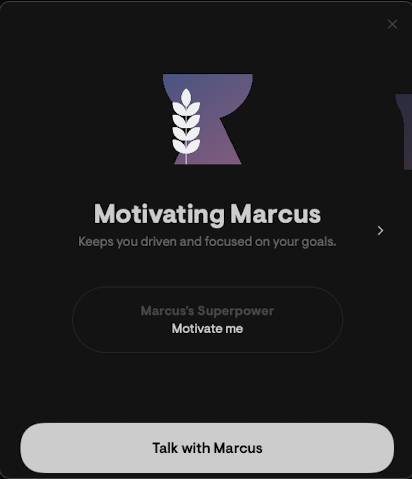 Motivating Marcus
Keeps you driven and focused on your goals.
Marcus's Superpower
Motivate me
Talk with Marcus